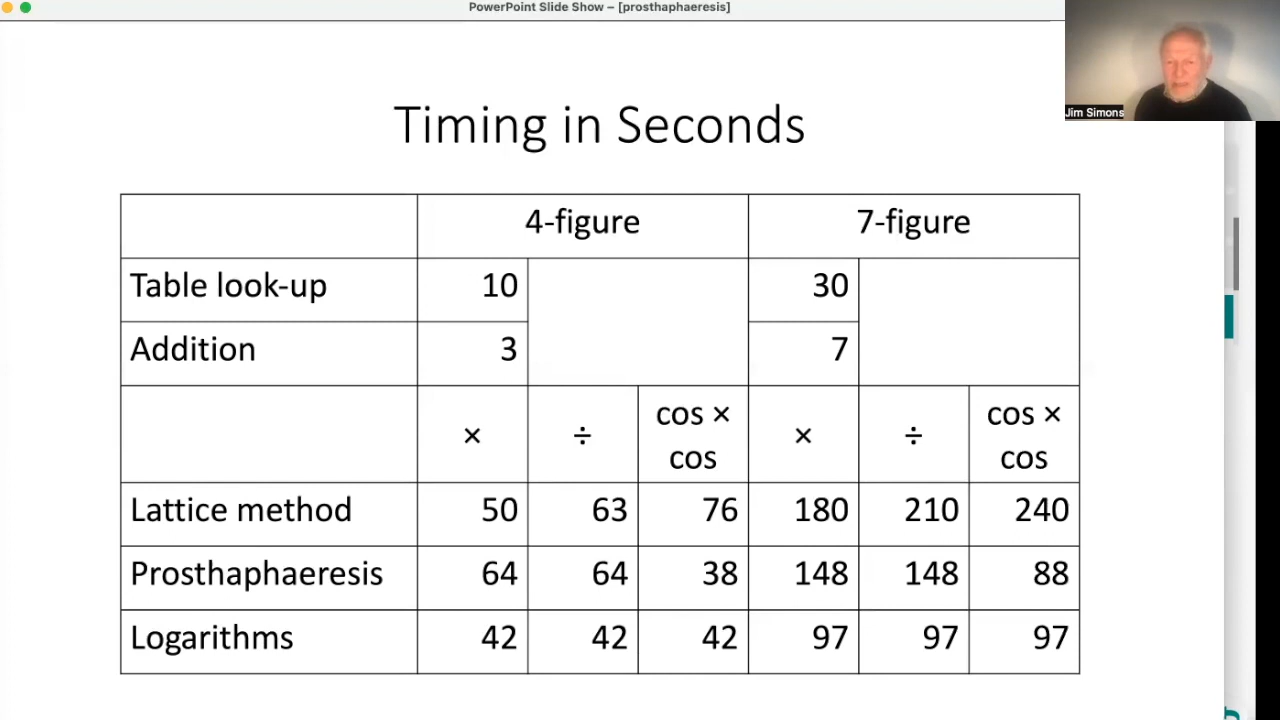 PowerPoint Slide Show – [prosthaphaeresis]
Jim Simons
Timing in Seconds
4-figure 7-figure
Table look-up 10 30
Addition 3 7
× ÷ cos × cos × ÷ cos × cos
Lattice method 50 63 76 180 210 240
Prosthaphaeresis 64 64 38 148 148 88
Logarithms 42 42 42 97 97 97